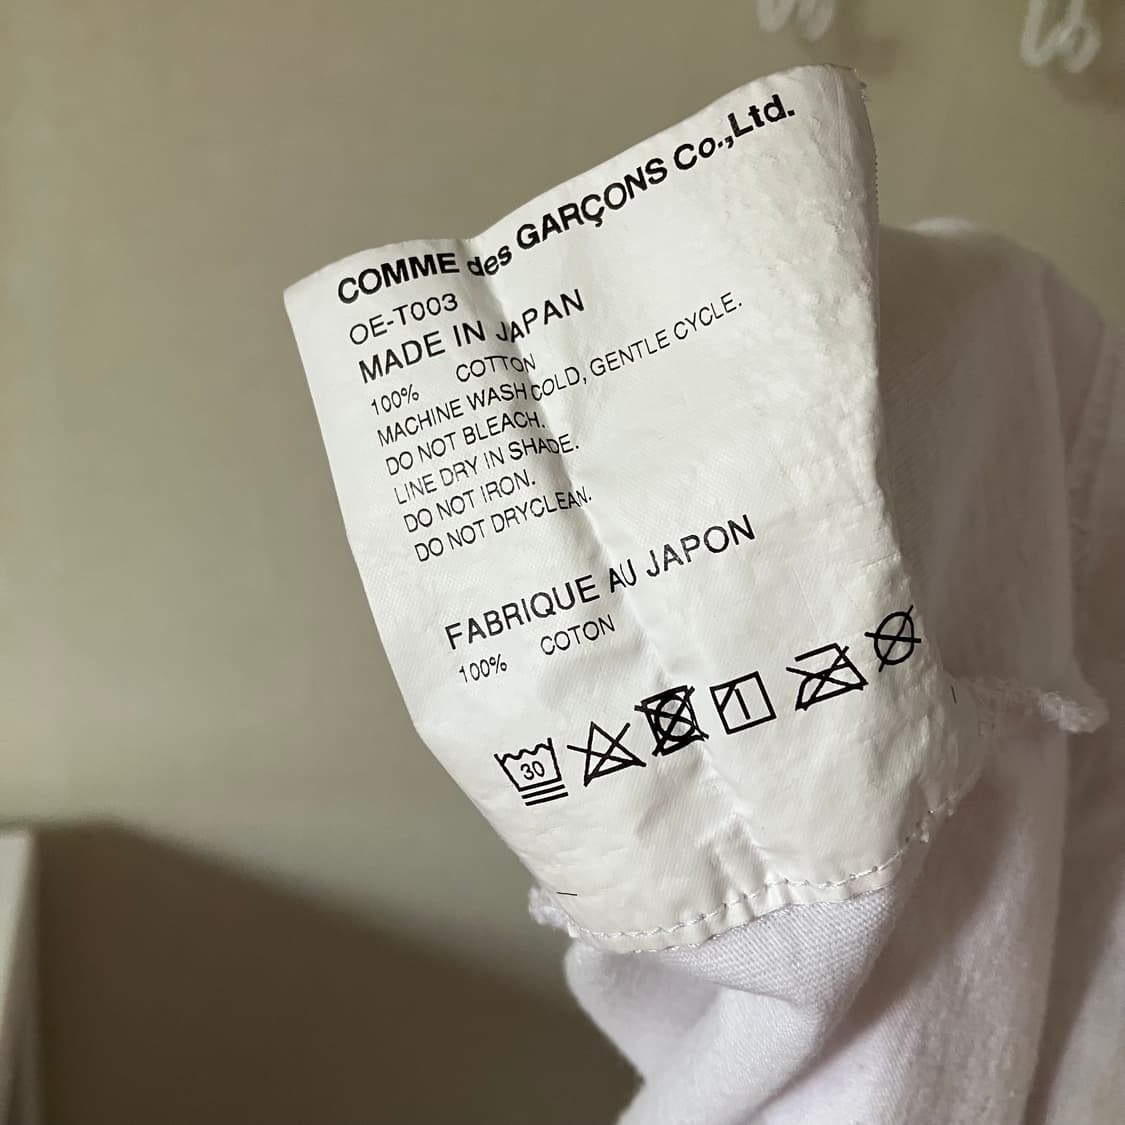 COMME des GARÇONS Co.,Ltd.
OE-T003
MADE IN JAPAN
100% COTTON
MACHINE WASH COLD, GENTLE CYCLE.
DO NOT BLEACH.
LINE DRY IN SHADE.
DO NOT IRON.
DO NOT DRYCLEAN.
FABRIQUE AU JAPON
100% COTON
30